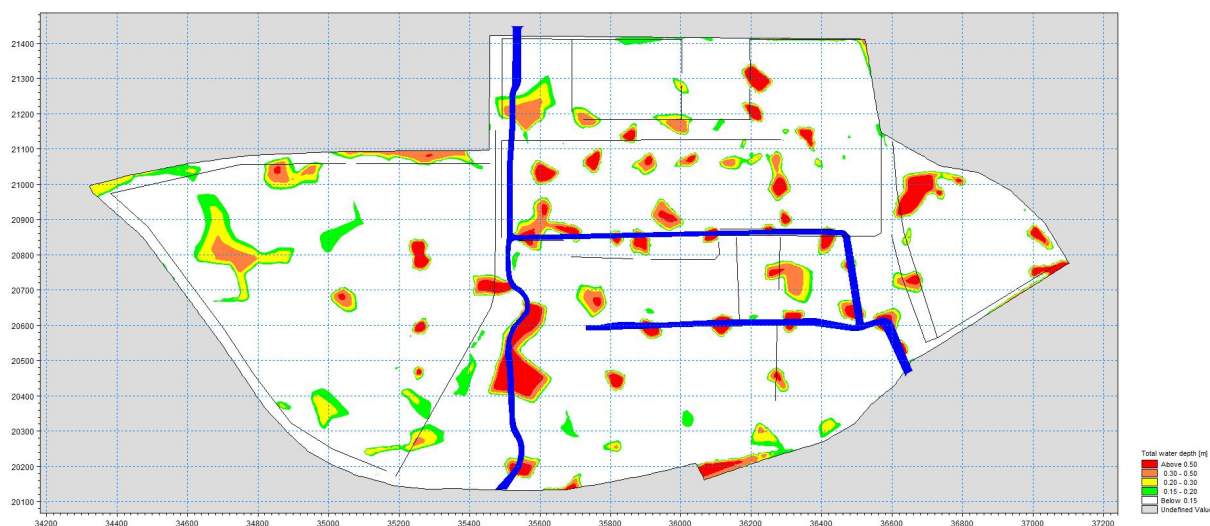 21400
21300
21200
21100
21000
20900
20800
20700
20600
20500
20400
20300
20200
20100
34200 34400 34600 34800 35000 35200 35400 35600 35800 36000 36200 36400 36600 36800 37000 37200
Total water depth [m]
Above 0.50
0.30 - 0.50
0.20 - 0.30
0.15 - 0.20
Below 0.15
Undefined Value